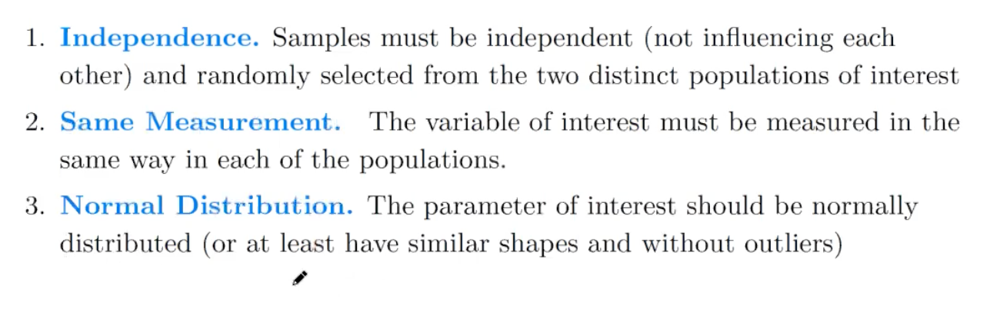 1. Independence. Samples must be independent (not influencing each
other) and randomly selected from the two distinct populations of interest
2. Same Measurement. The variable of interest must be measured in the
same way in each of the populations.
3. Normal Distribution. The parameter of interest should be normally
distributed (or at least have similar shapes and without outliers)